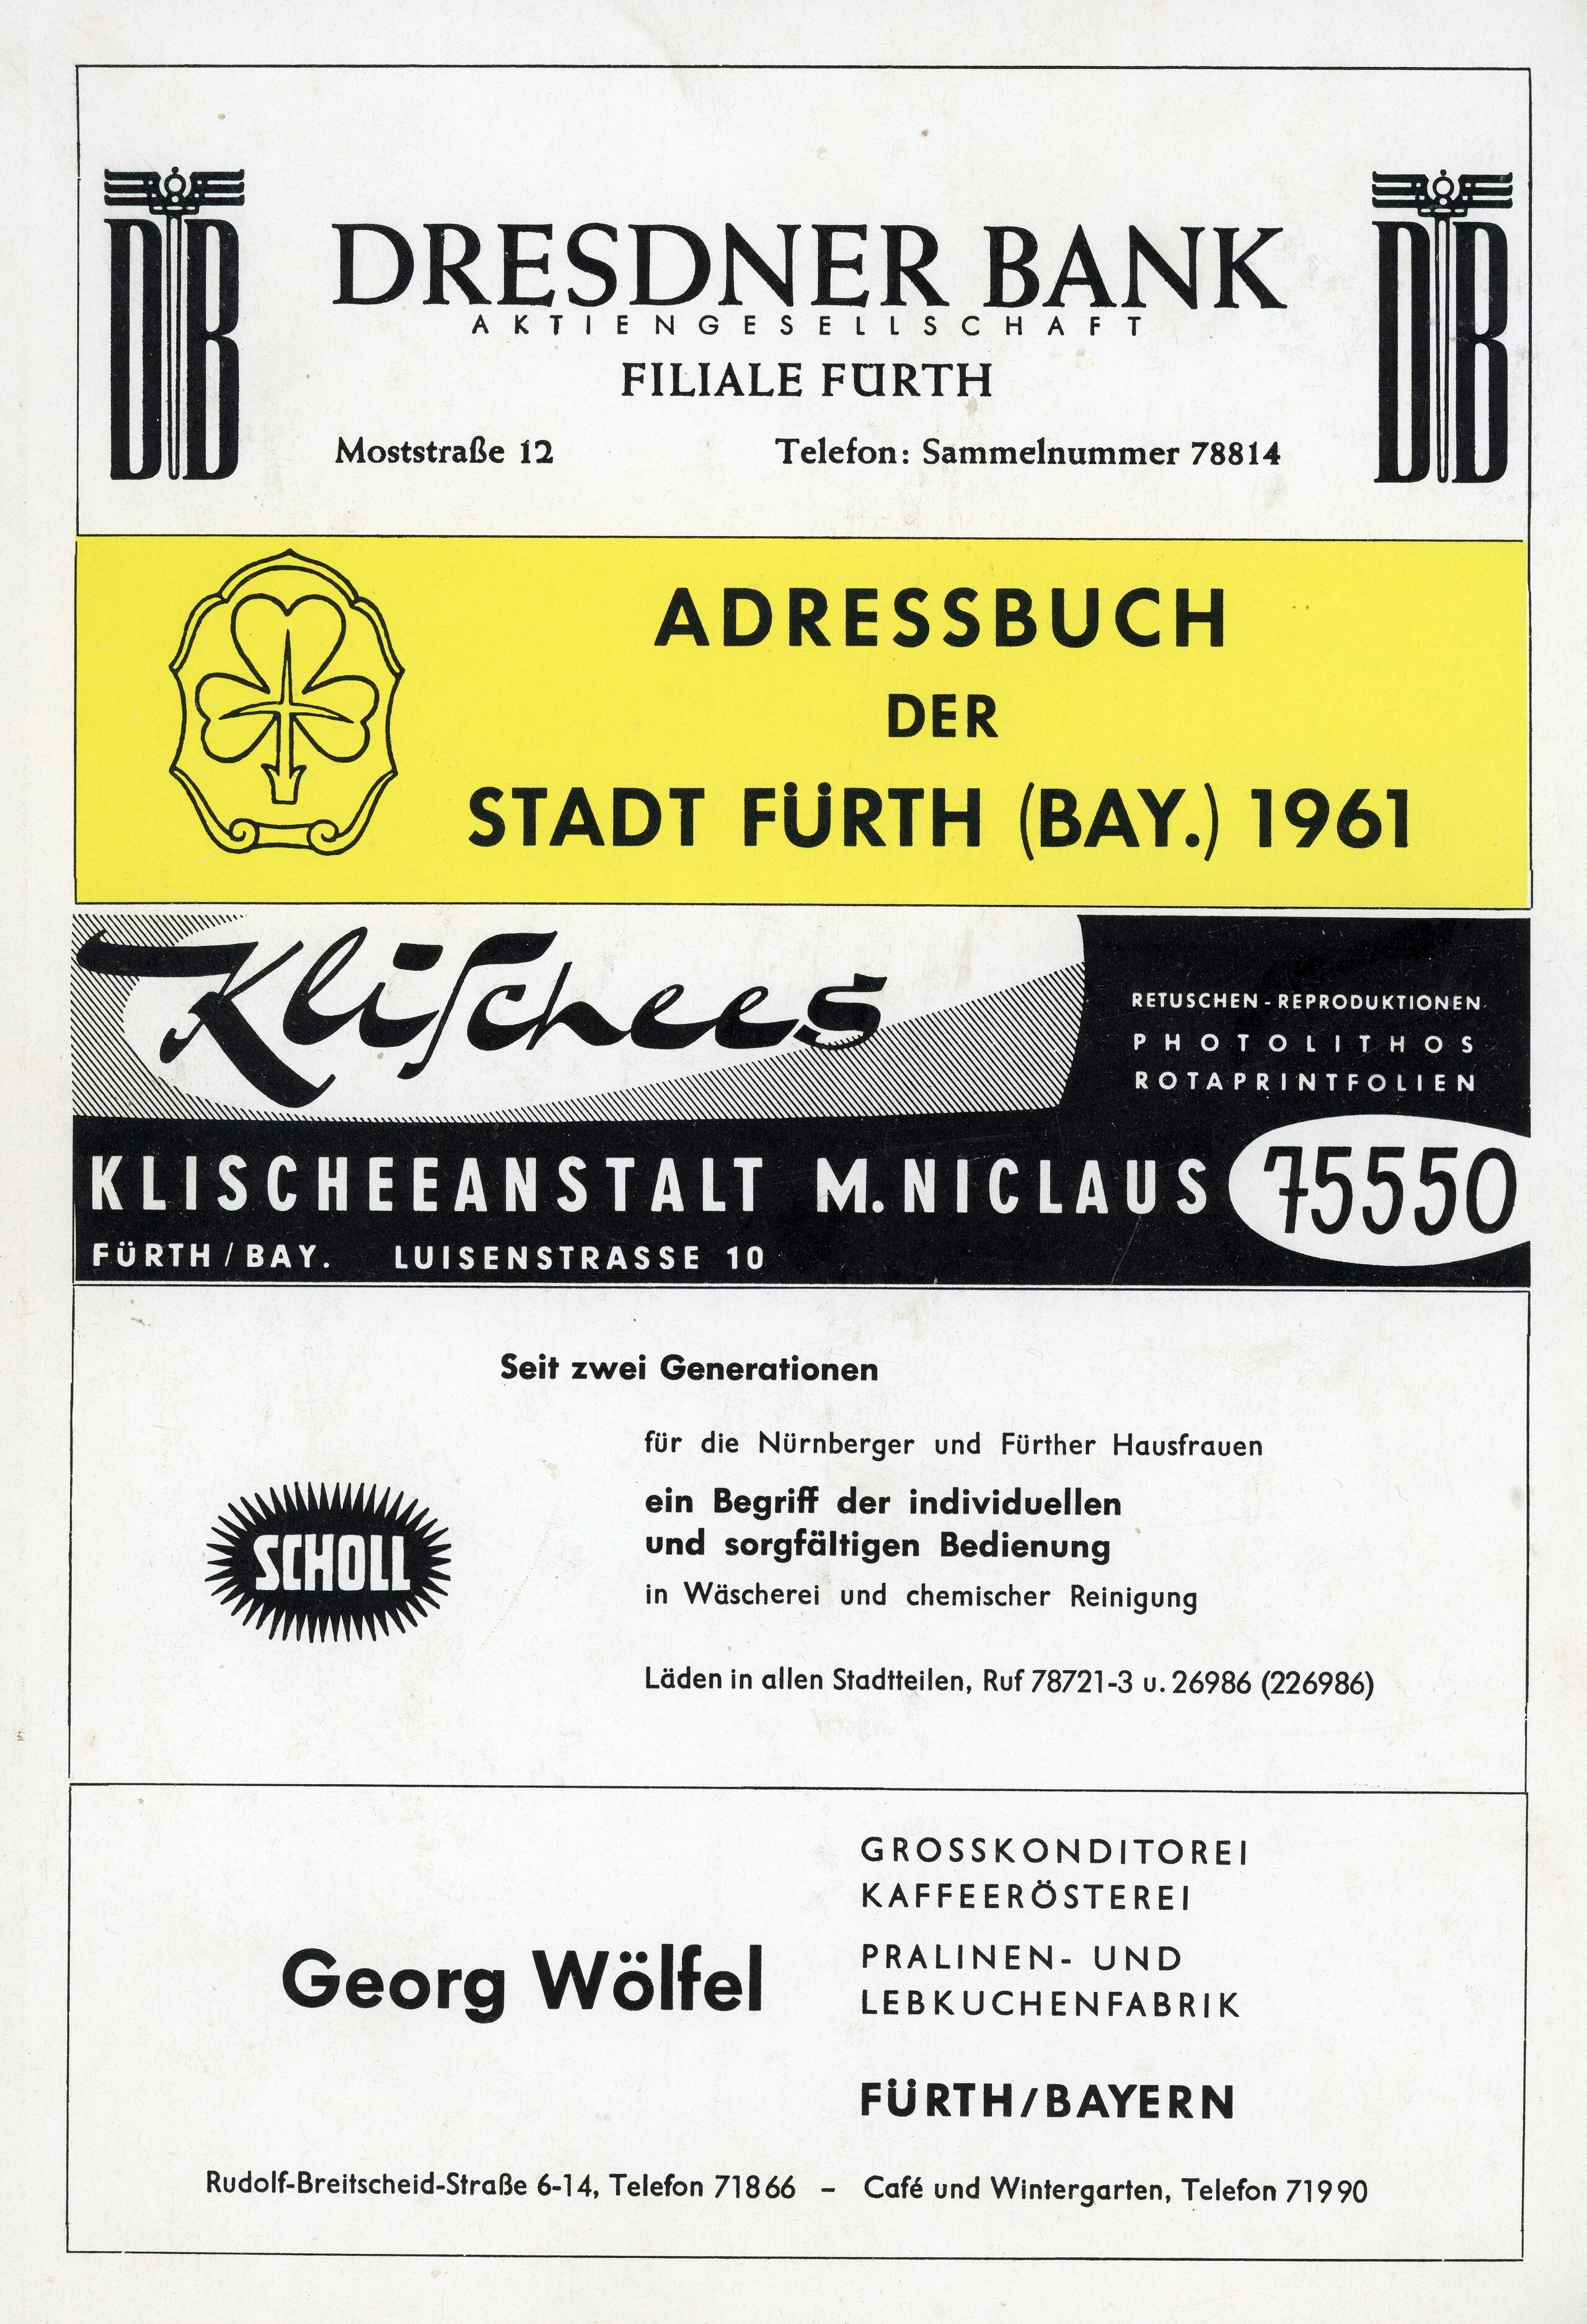 DB
DRESDNER BANK
AKTIENGESELLSCHAFT
FILIALE FÜRTH
Moststraße 12 Telefon: Sammelnummer 78814
DB
ADRESSBUCH
DER
STADT FÜRTH (BAY.) 1961
Klischees
RETUSCHEN-REPRODUKTIONEN
PHOTOLITHOS
ROTAPRINTFOLIEN
KLISCHEEANSTALT M. NICLAUS 75550
FÜRTH/BAY. LUISENSTRASSE 10
Seit zwei Generationen
für die Nürnberger und Fürther Hausfrauen
ein Begriff der individuellen
und sorgfältigen Bedienung
in Wäscherei und chemischer Reinigung
SCHOLL
Läden in allen Stadtteilen, Ruf 78721-3 u. 26986 (226986)
Georg Wölfel
GROSSKONDITOREI
KAFFEERÖSTEREI
PRALINEN- UND
LEBKUCHENFABRIK
FÜRTH/BAYERN
Rudolf-Breitscheid-Straße 6-14, Telefon 71866 – Café und Wintergarten, Telefon 71990